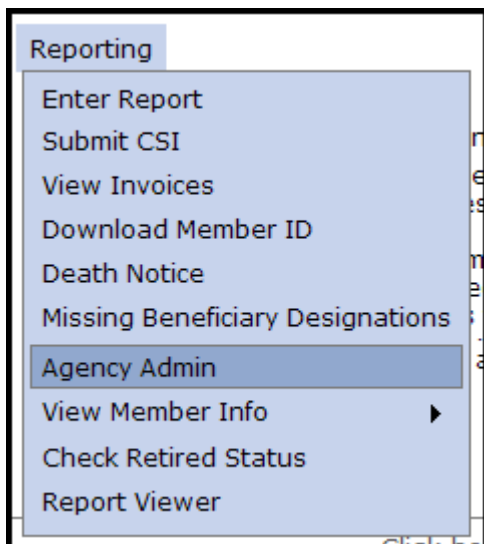 Reporting
Enter Report
Submit CSI
View Invoices
Download Member ID
Death Notice
Missing Beneficiary Designations
Agency Admin
View Member Info
Check Retired Status
Report Viewer